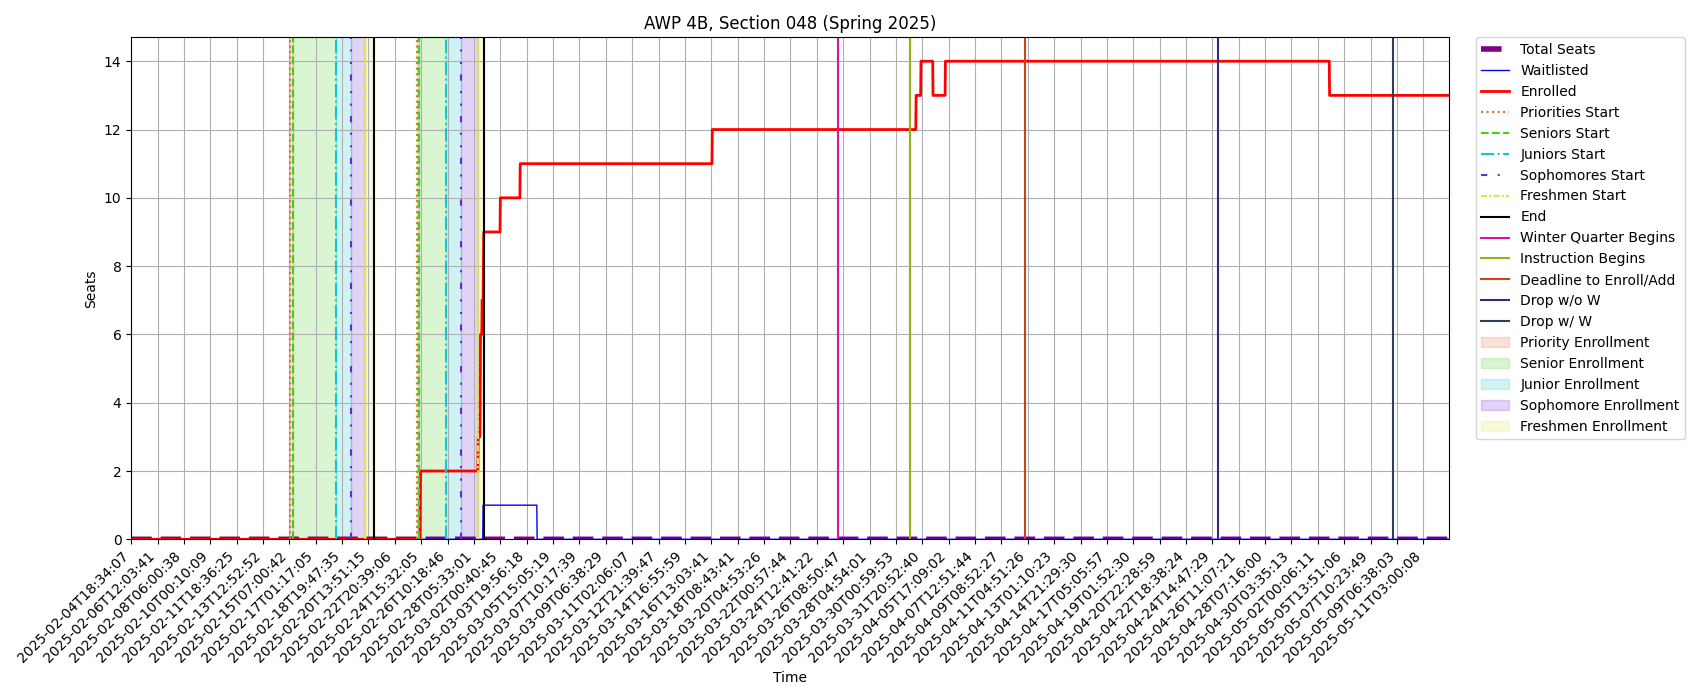 AWP 4B, Section 048 (Spring 2025)
14
12
10
8
6
4
2
0
Seats
2025-02-04T18:34:07
2025-02-06T12:03:41
2025-02-08T06:00:38
2025-02-10T00:10:09
2025-02-11T18:36:25
2025-02-13T12:52:52
2025-02-15T07:00:42
2025-02-17T01:17:05
2025-02-18T19:47:35
2025-02-20T13:51:15
2025-02-22T20:39:06
2025-02-24T15:32:05
2025-02-26T10:18:46
2025-02-28T05:33:01
2025-03-02T00:40:45
2025-03-03T19:56:18
2025-03-05T15:05:19
2025-03-07T10:17:39
2025-03-09T06:38:29
2025-03-11T02:06:07
2025-03-12T21:39:47
2025-03-14T16:55:59
2025-03-16T13:03:41
2025-03-18T08:43:41
2025-03-20T04:53:26
2025-03-22T00:57:44
2025-03-24T12:41:22
2025-03-26T08:50:47
2025-03-28T04:54:01
2025-03-30T00:59:53
2025-03-31T20:52:40
2025-04-05T17:09:02
2025-04-07T12:51:44
2025-04-09T08:52:27
2025-04-11T04:51:26
2025-04-13T01:10:23
2025-04-14T21:29:30
2025-04-17T05:05:57
2025-04-19T01:52:30
2025-04-20T22:28:59
2025-04-22T18:38:24
2025-04-24T14:47:29
2025-04-26T11:07:21
2025-04-28T07:16:00
2025-04-30T03:35:13
2025-05-02T00:06:11
2025-05-05T13:51:06
2025-05-07T10:23:49
2025-05-09T06:38:03
2025-05-11T03:00:08
Time
Total Seats
Waitlisted
Enrolled
Priorities Start
Seniors Start
Juniors Start
Sophomores Start
Freshmen Start
End
Winter Quarter Begins
Instruction Begins
Deadline to Enroll/Add
Drop w/o W
Drop w/ W
Priority Enrollment
Senior Enrollment
Junior Enrollment
Sophomore Enrollment
Freshmen Enrollment